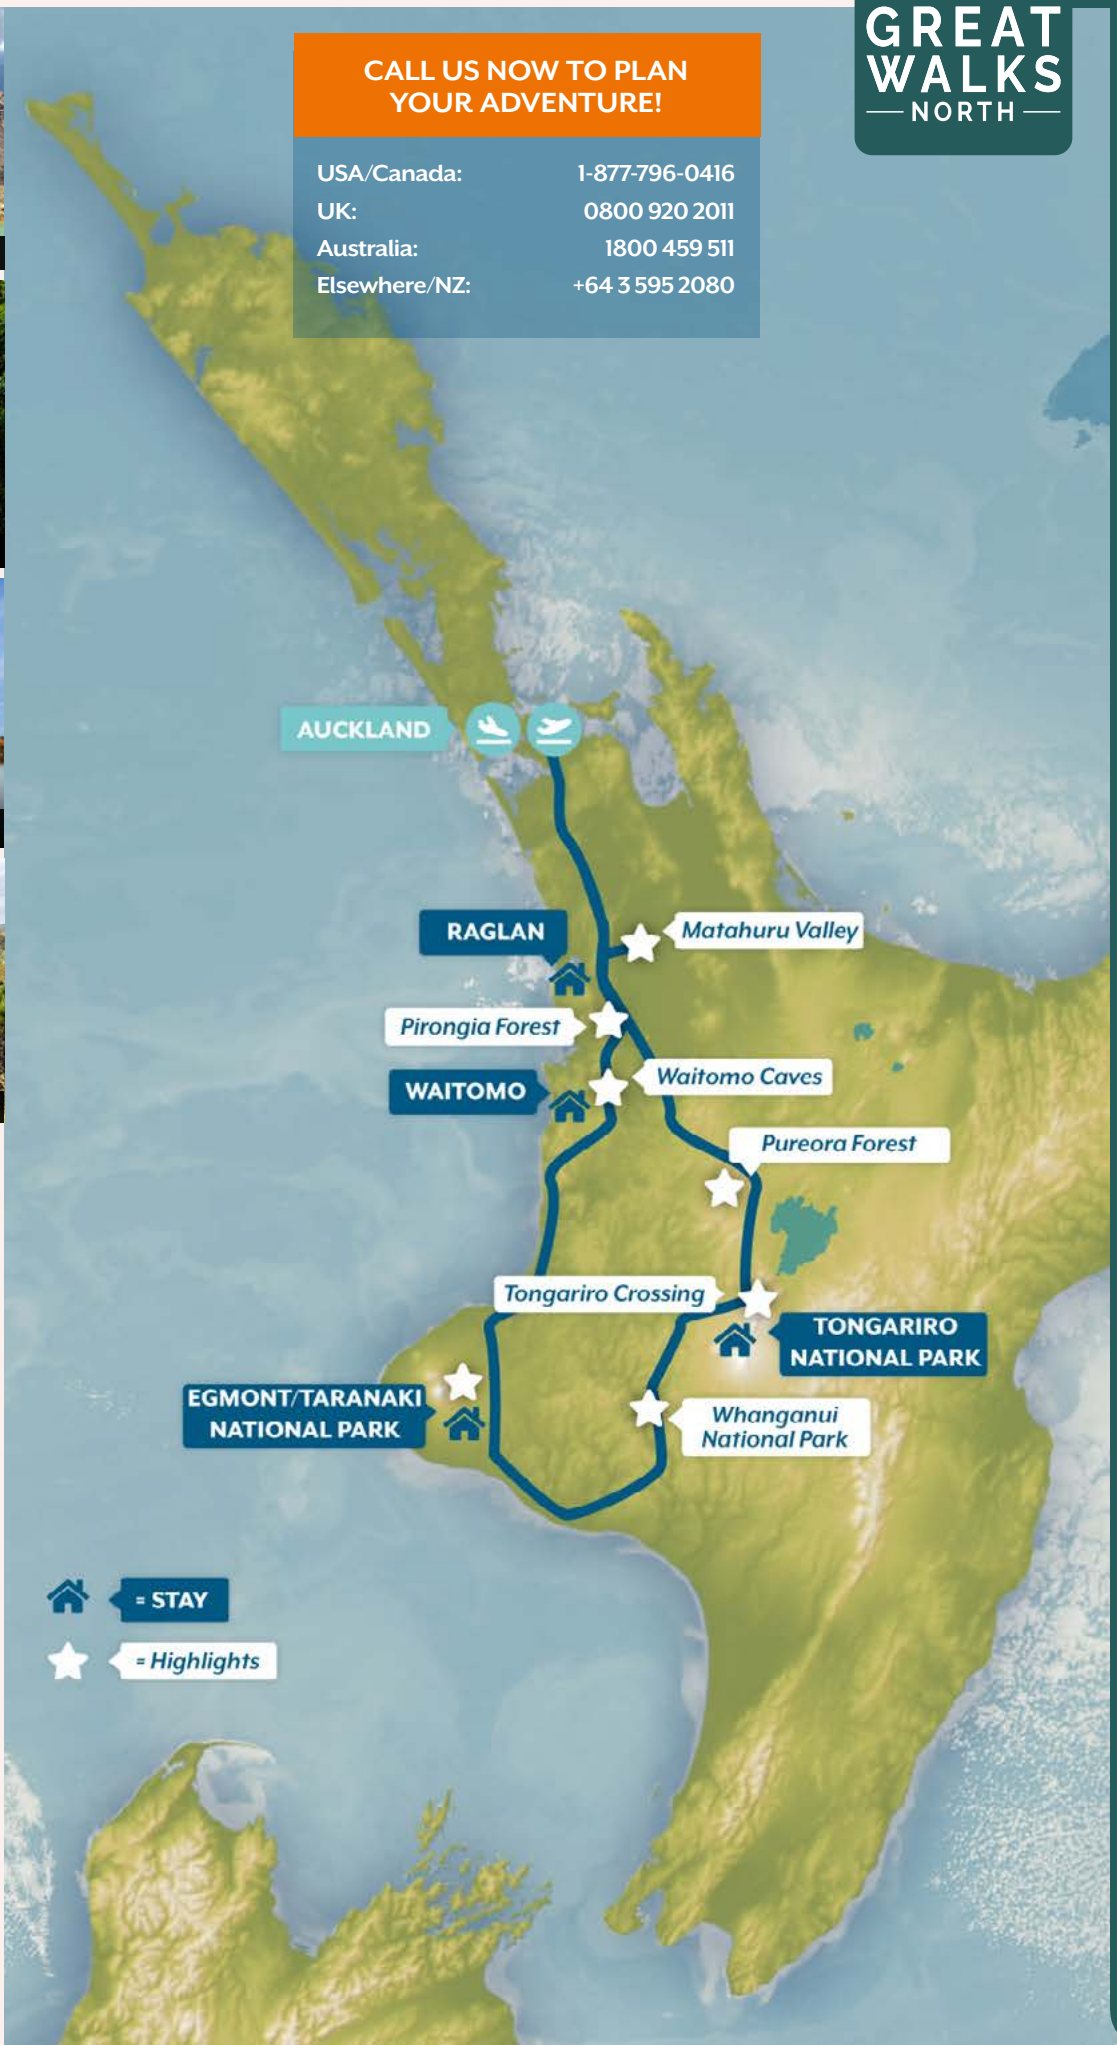 GREAT
WALKS
NORTH
CALL US NOW TO PLAN
YOUR ADVENTURE!
USA/Canada: 1-877-796-0416
UK: 0800 920 2011
Australia: 1800 459 511
Elsewhere/NZ: +64 3 595 2080
AUCKLAND
RAGLAN
Matahuru Valley
Pirongia Forest
WAITOMO
Waitomo Caves
Pureora Forest
Tongariro Crossing
TONGARIRO
NATIONAL PARK
EGMONT/TARANAKI
NATIONAL PARK
Whanganui
National Park
= STAY
= Highlights